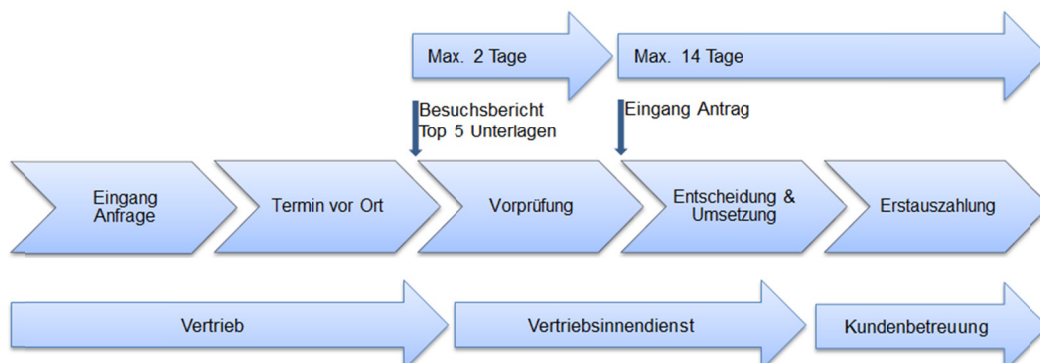 Max. 2 Tage
Max. 14 Tage
Besuchsbericht
Top 5 Unterlagen
Eingang Antrag
Eingang
Anfrage
Termin vor Ort
Vorprüfung
Entscheidung &
Umsetzung
Erstauszahlung
Vertrieb
Vertriebsinnendienst
Kundenbetreuung